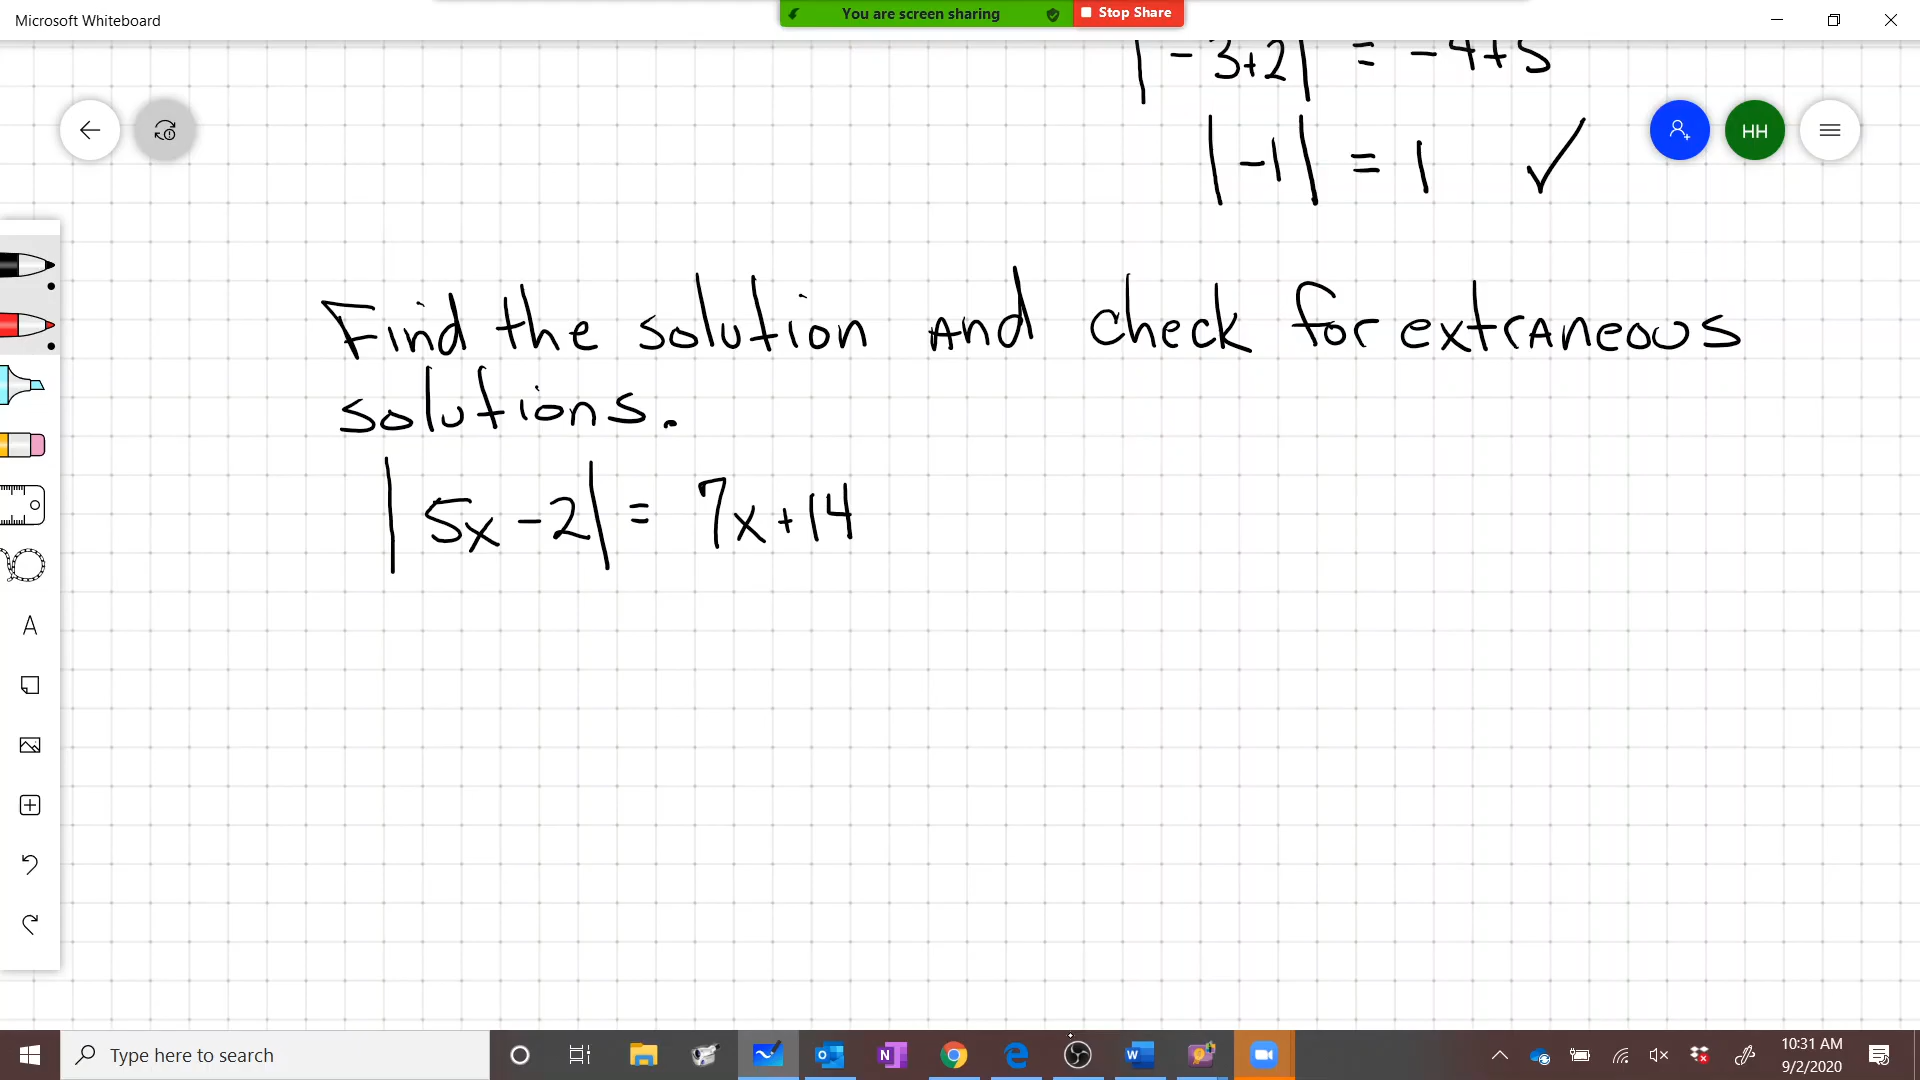 Microsoft Whiteboard
You are screen sharing
Stop Share
|-3+2| = -4+5
|-1| = 1 ✓
HH
Find the solution and check for extraneous
solutions.
|5x-2| = 7x+14
Type here to search
10:31 AM
9/2/2020